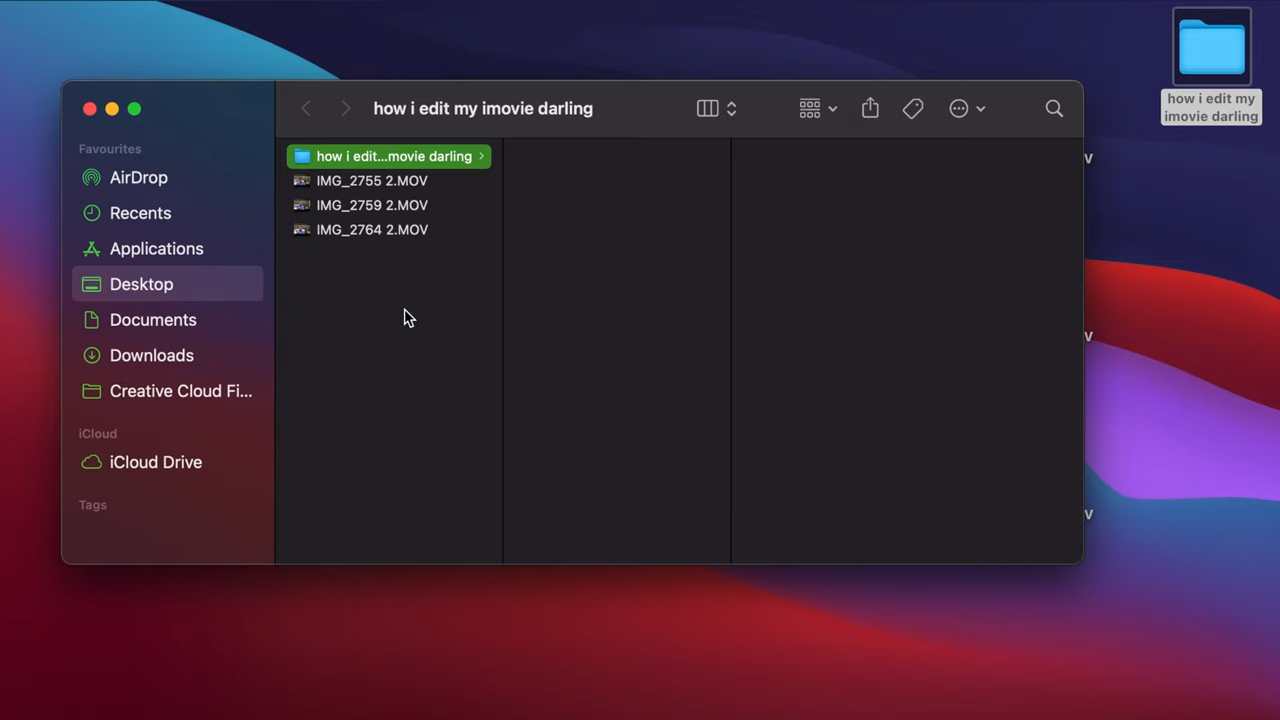 how i edit my
imovie darling
how i edit my imovie darling
Favourites
AirDrop
Recents
Applications
Desktop
Documents
Downloads
Creative Cloud Fi...
iCloud
iCloud Drive
Tags
how i edit...movie darling
IMG_2755 2.MOV
IMG_2759 2.MOV
IMG_2764 2.MOV
V
V
V